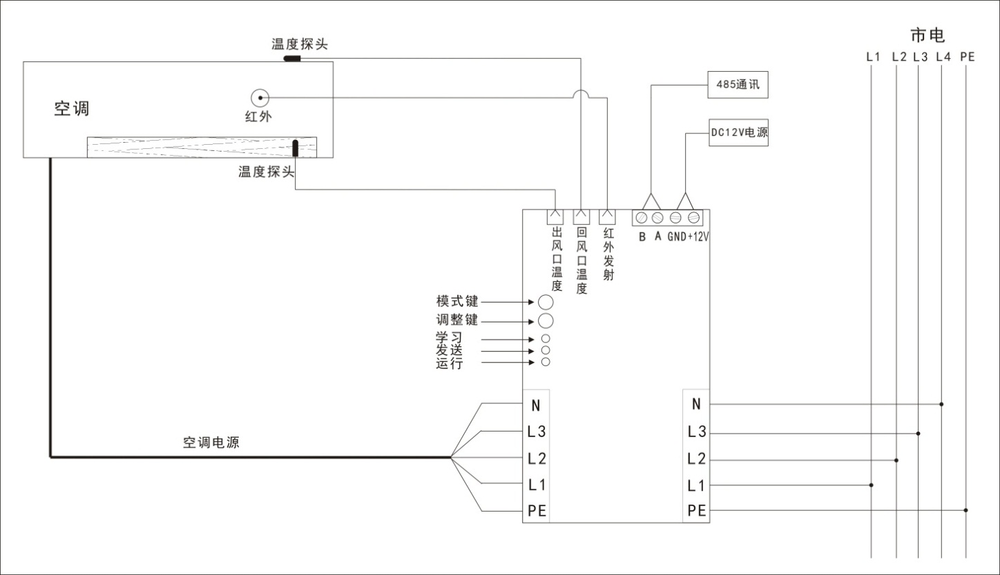 市电
L1 L2 L3 L4 PE
温度探头
空调
红外
温度探头
485通讯
DC12V电源
出风口温度
回风口温度
红外发射
B A GND +12V
模式键
调整键
学习
发送
运行
空调电源
N
L3
L2
L1
PE
N
L3
L2
L1
PE